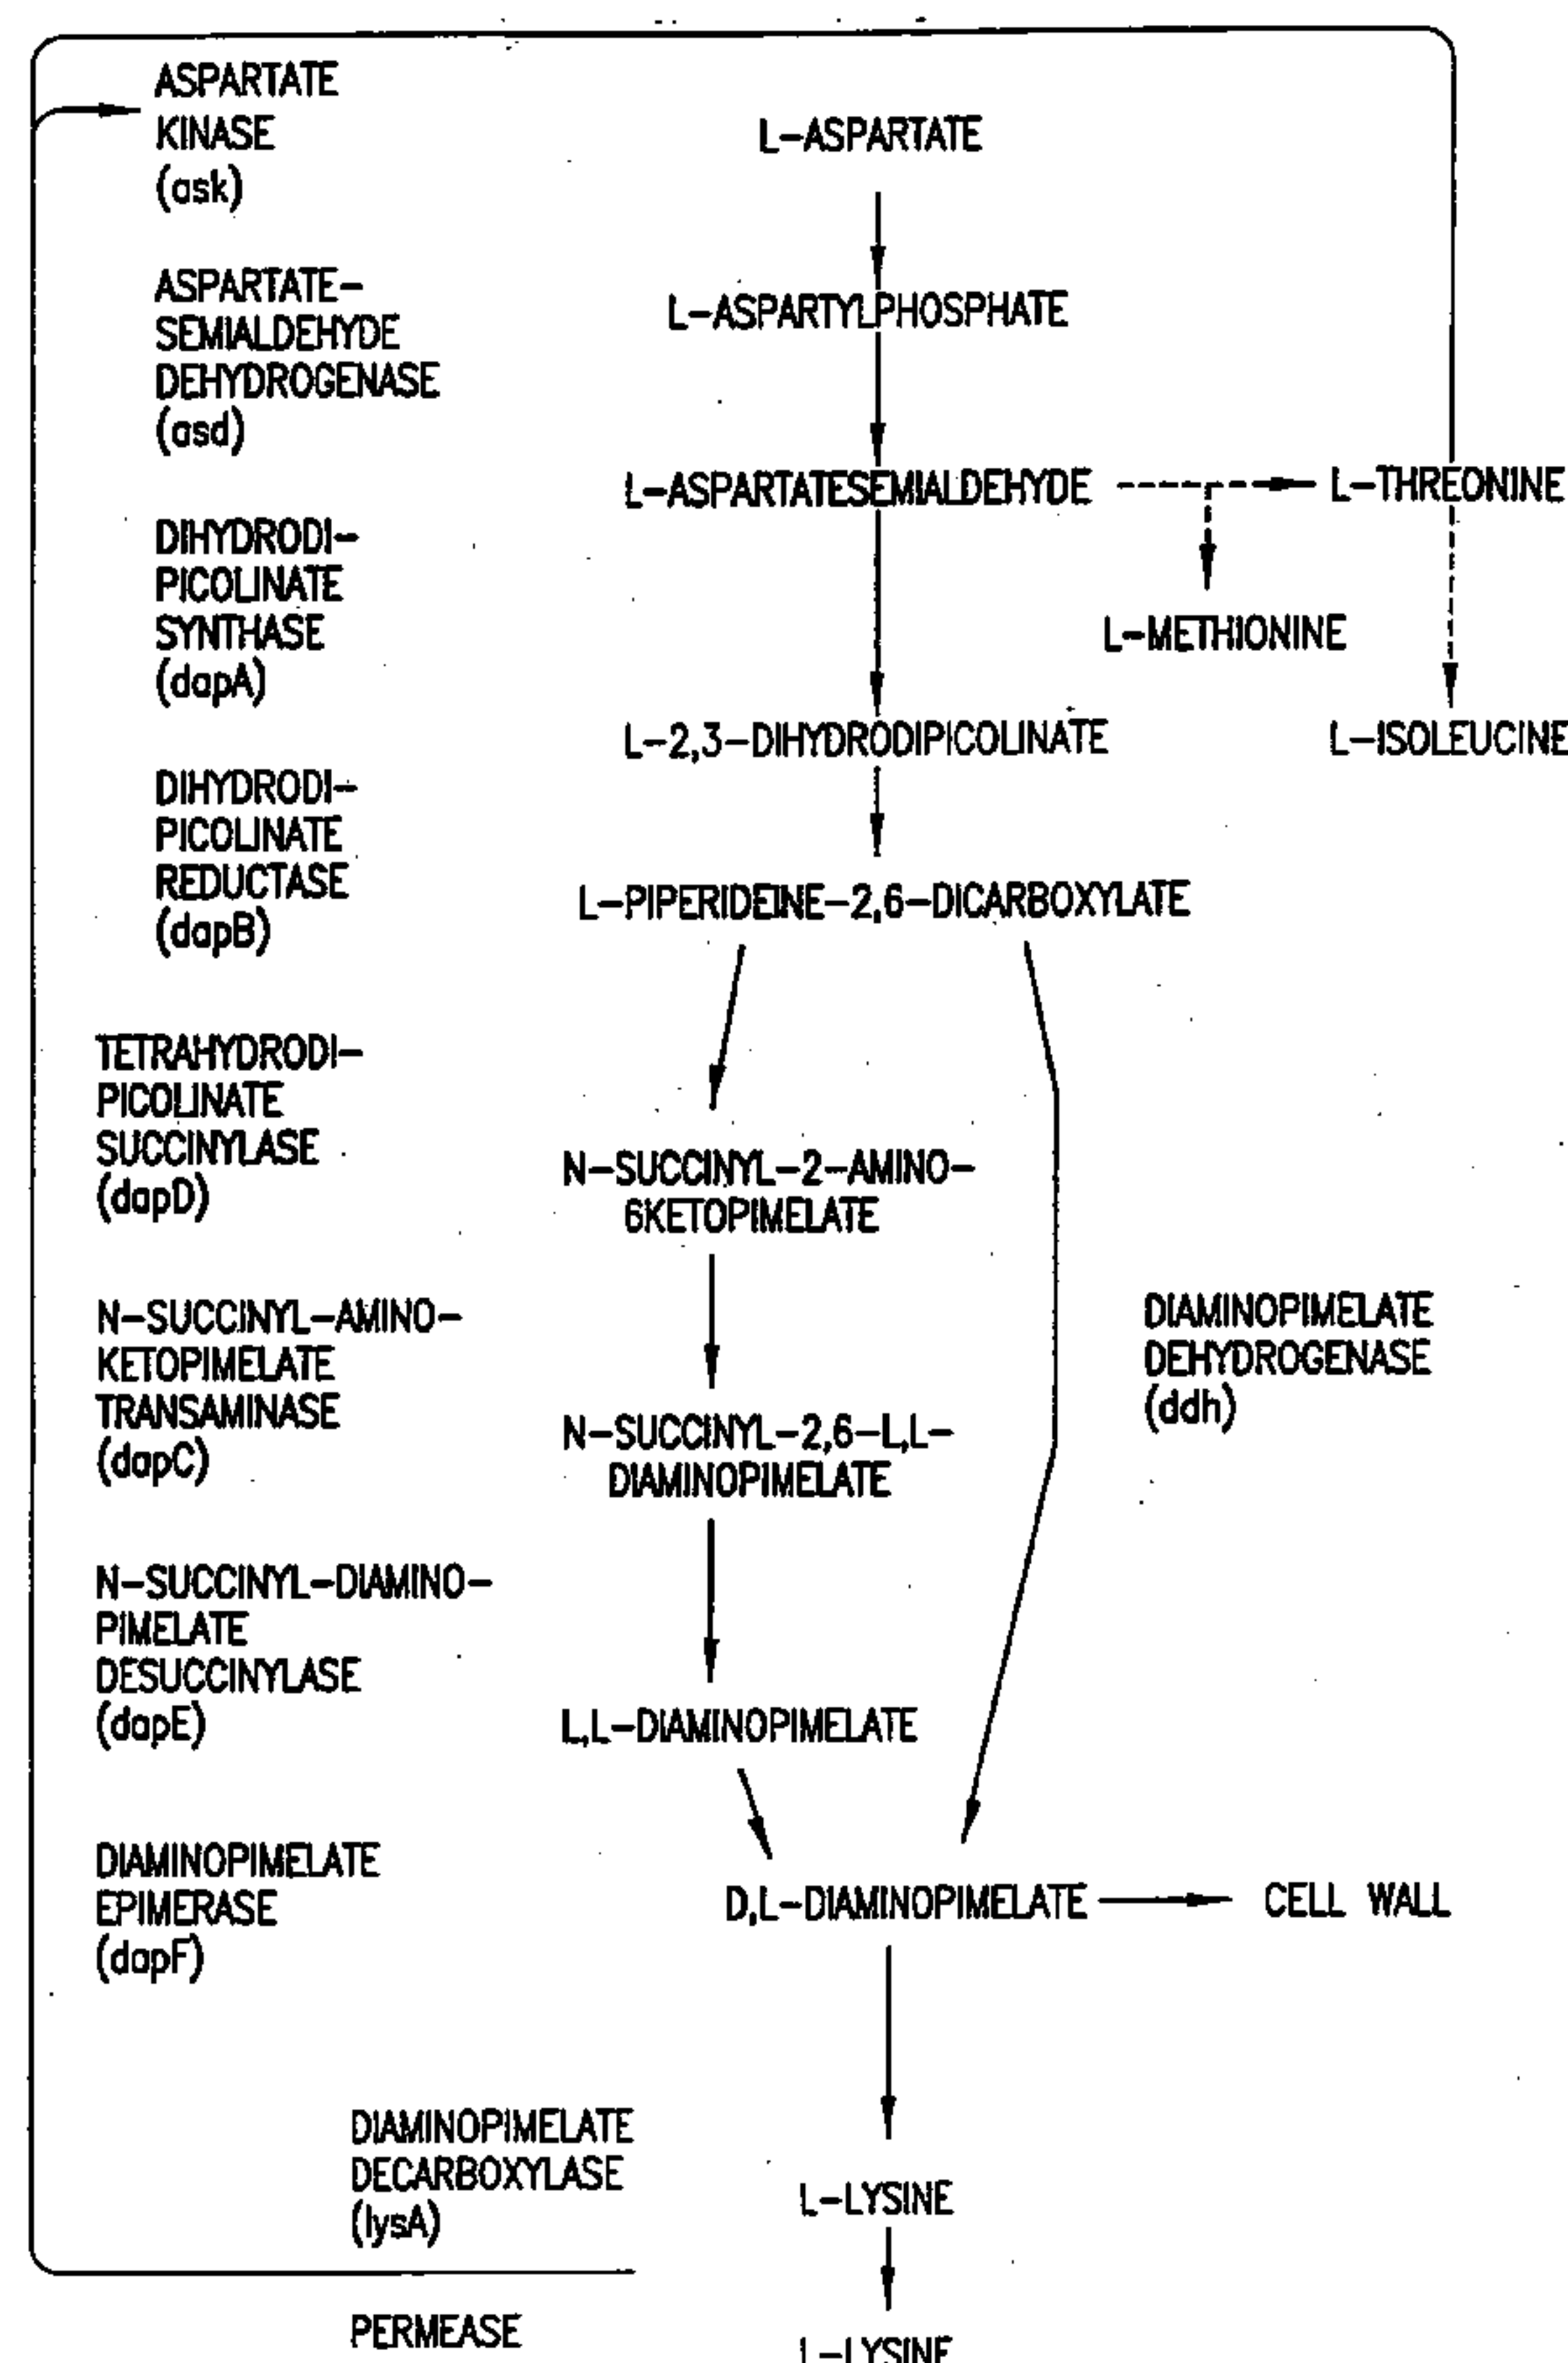 ASPARTATE
KINASE
(ask)
L-ASPARTATE
ASPARTATE-
SEMIALDEHYDE
DEHYDROGENASE
(asd)
L-ASPARTYLPHOSPHATE
L-ASPARTATESEMIALDEHYDE
L-THREONINE
DIHYDRODI-
PICOLINATE
SYNTHASE
(dapA)
L-METHIONINE
L-2,3-DIHYDRODIPICOLINATE
L-ISOLEUCINE
DIHYDRODI-
PICOLINATE
REDUCTASE
(dapB)
L-PIPERIDEINE-2,6-DICARBOXYLATE
TETRAHYDRODI-
PICOLINATE
SUCCINYLASE
(dapD)
N-SUCCINYL-2-AMINO-
6KETOPIMELATE
N-SUCCINYL-AMINO-
KETOPIMELATE
TRANSAMINASE
(dapC)
DIAMINOPIMELATE
DEHYDROGENASE
(ddh)
N-SUCCINYL-2,6-L,L-
DIAMINOPIMELATE
N-SUCCINYL-DIAMINO-
PIMELATE
DESUCCINYLASE
(dapE)
L,L-DIAMINOPIMELATE
DIAMINOPIMELATE
EPIMERASE
(dapF)
D,L-DIAMINOPIMELATE
CELL WALL
DIAMINOPIMELATE
DECARBOXYLASE
(lysA)
L-LYSINE
PERMEASE
L-LYSINE